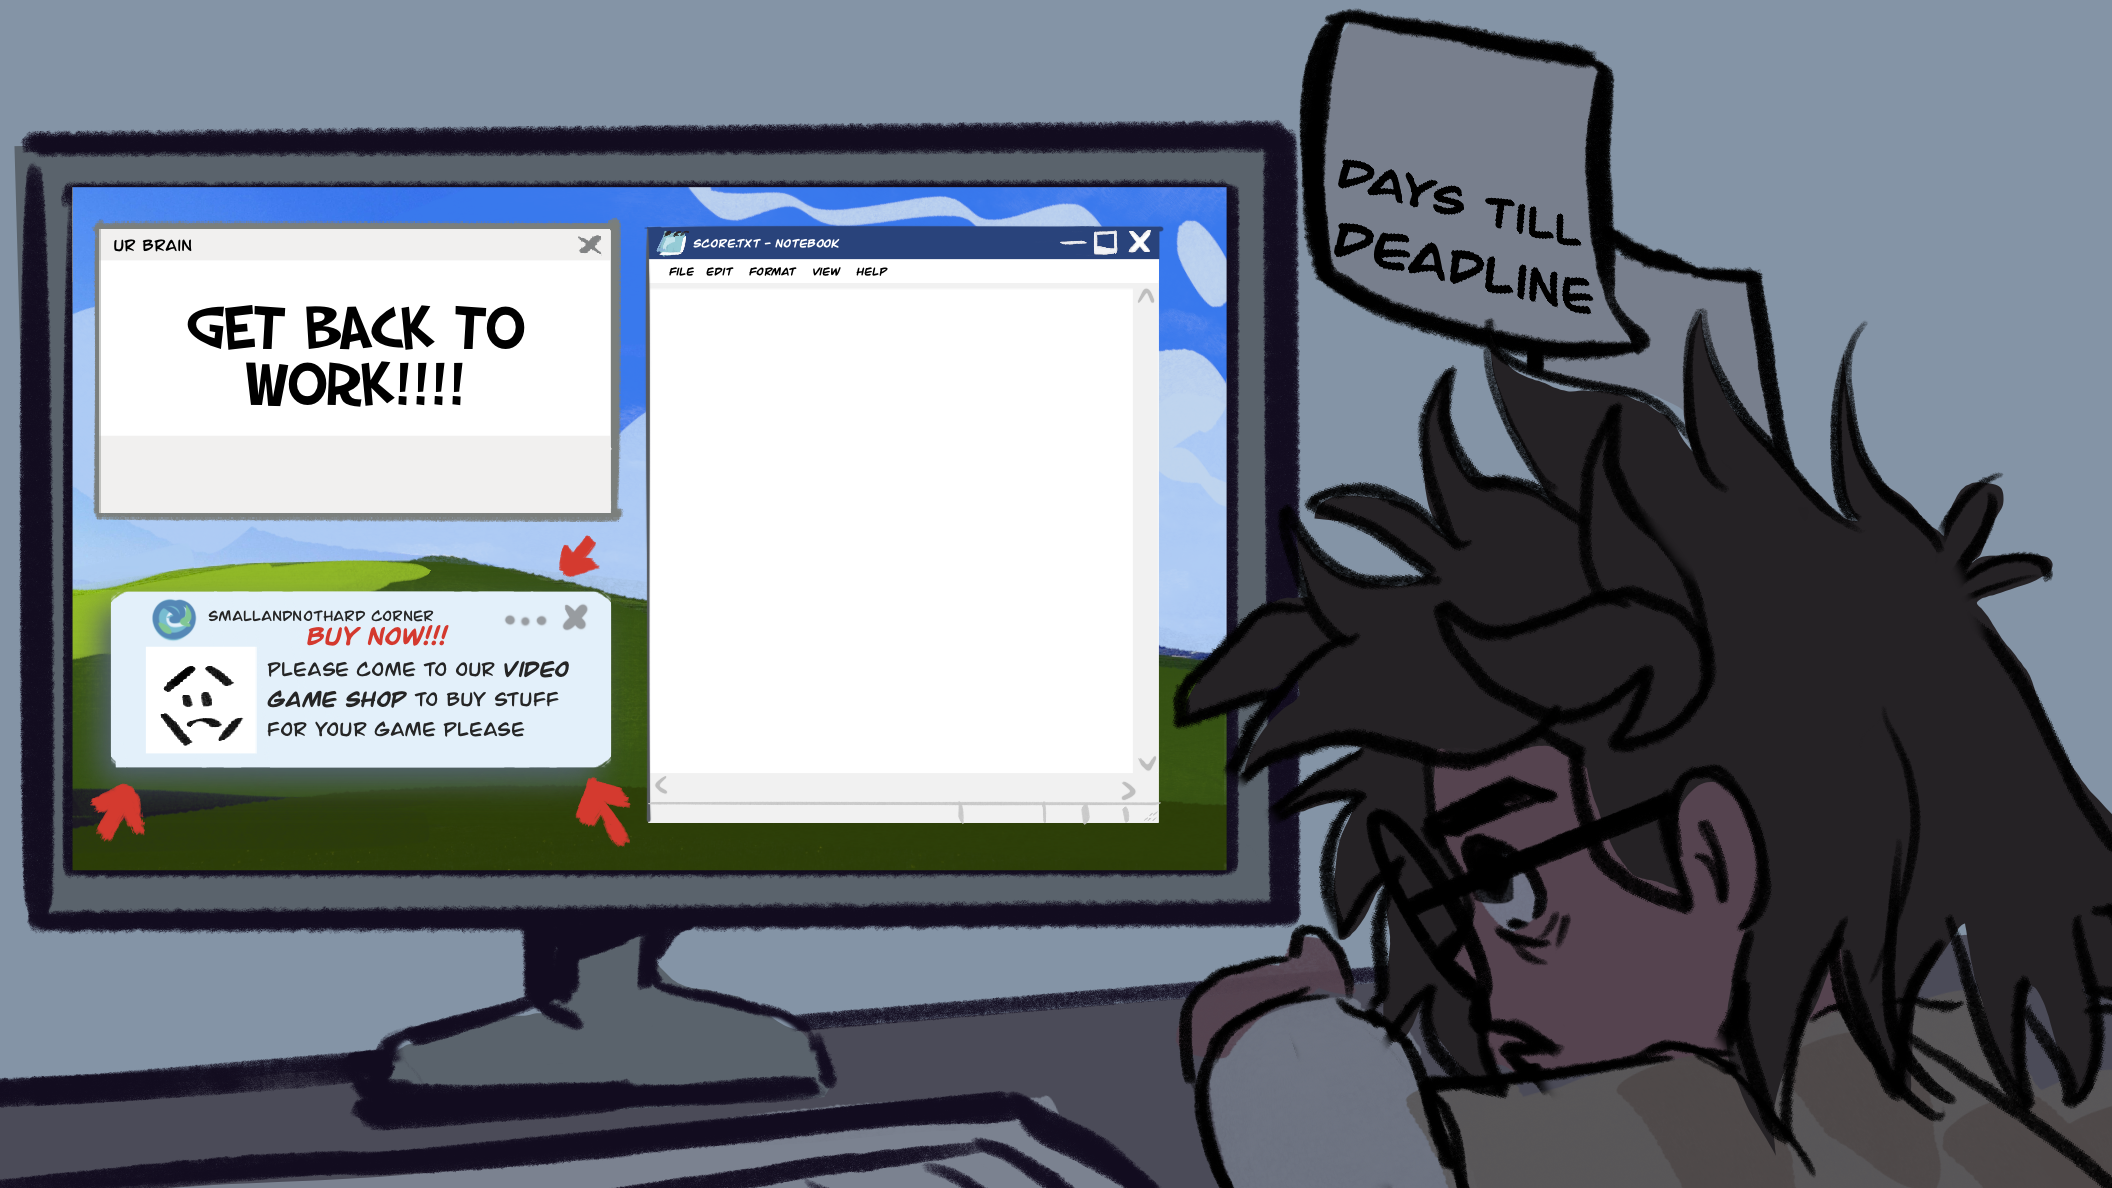 DAYS TILL
DEADLINE
UR BRAIN
GET BACK TO
WORK!!!!
SCORE.TXT - NOTEBOOK
FILE EDIT FORMAT VIEW HELP
SMALLANDNOTHARD CORNER
BUY NOW!!!
PLEASE COME TO OUR VIDEO
GAME SHOP TO BUY STUFF
FOR YOUR GAME PLEASE